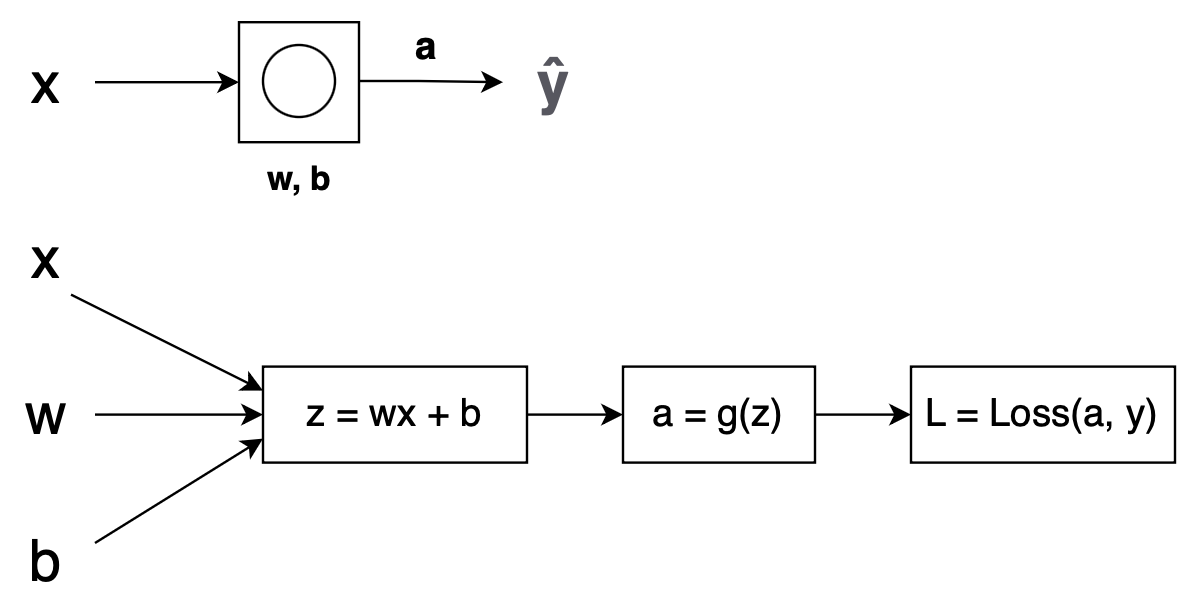 a
x
ŷ
w, b
x
w
z = wx + b
a = g(z)
L = Loss(a, y)
b